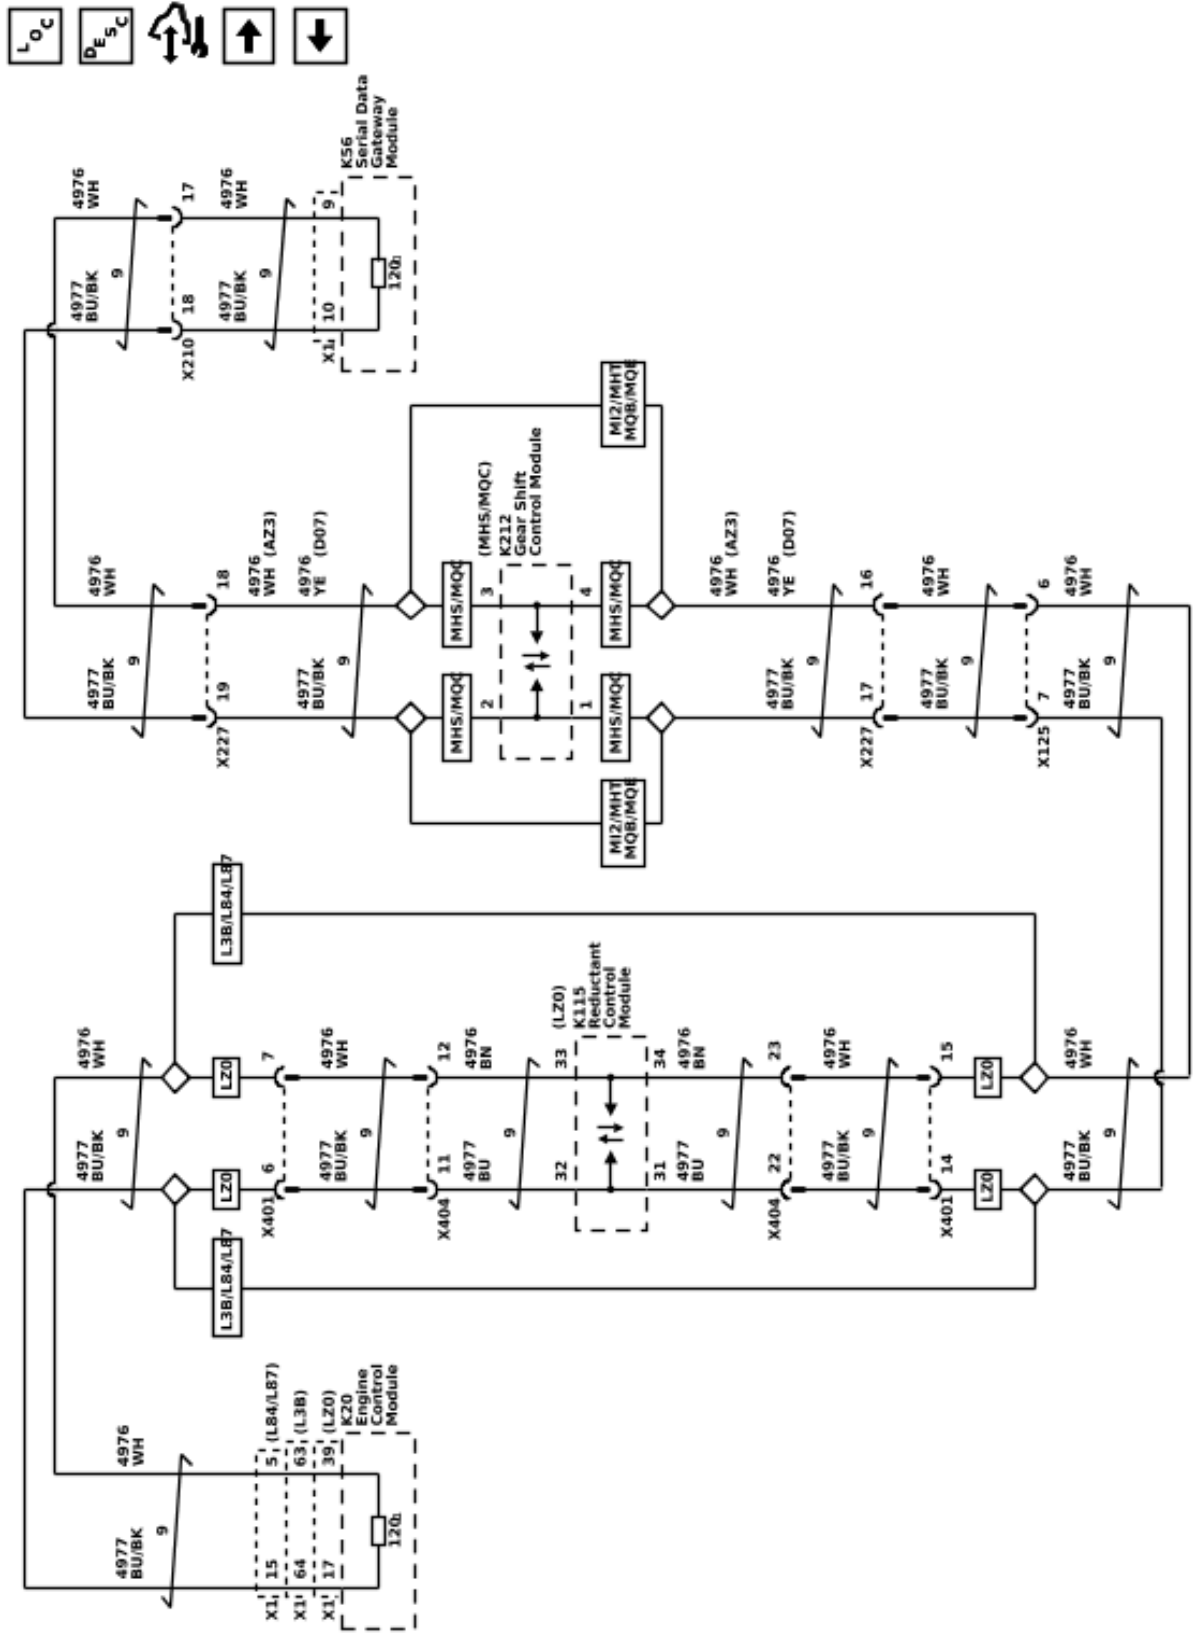 LOC
DESC
K56
Serial Data
Gateway
Module
4976
WH
17
4976
WH
9
4977
BU/BK
9
18
X210
4977
BU/BK
9
10
X1
120
MI2/MHT
MQB/MQE
(MHS/MQC)
K212
Gear Shift
Control Module
4976
WH
18
4976
WH (AZ3)
4976
YE (D07)
MHS/MQC
3
4
MHS/MQC
4976
WH (AZ3)
4976
YE (D07)
16
4976
WH
6
4976
WH
4977
BU/BK
9
19
X227
4977
BU/BK
9
MHS/MQC
2
1
MHS/MQC
4977
BU/BK
9
17
X227
4977
BU/BK
9
7
X125
4977
BU/BK
9
MI2/MHT
MQB/MQE
L3B/L84/L87
(LZ0)
K115
Reductant
Control
Module
4976
WH
LZ0
7
4976
WH
12
4976
BN
33
34
4976
BN
23
4976
WH
15
LZ0
4976
WH
4977
BU/BK
9
LZ0
6
X401
4977
BU/BK
9
11
X404
4977
BU
9
32
31
4977
BU
9
22
X404
4977
BU/BK
9
14
X401
LZ0
4977
BU/BK
9
L3B/L84/L87
4976
WH
4977
BU/BK
9
5
(L84/L87)
63
(L3B)
39
(LZ0)
K20
Engine
Control
Module
X1
15
X1
64
X1
17
120